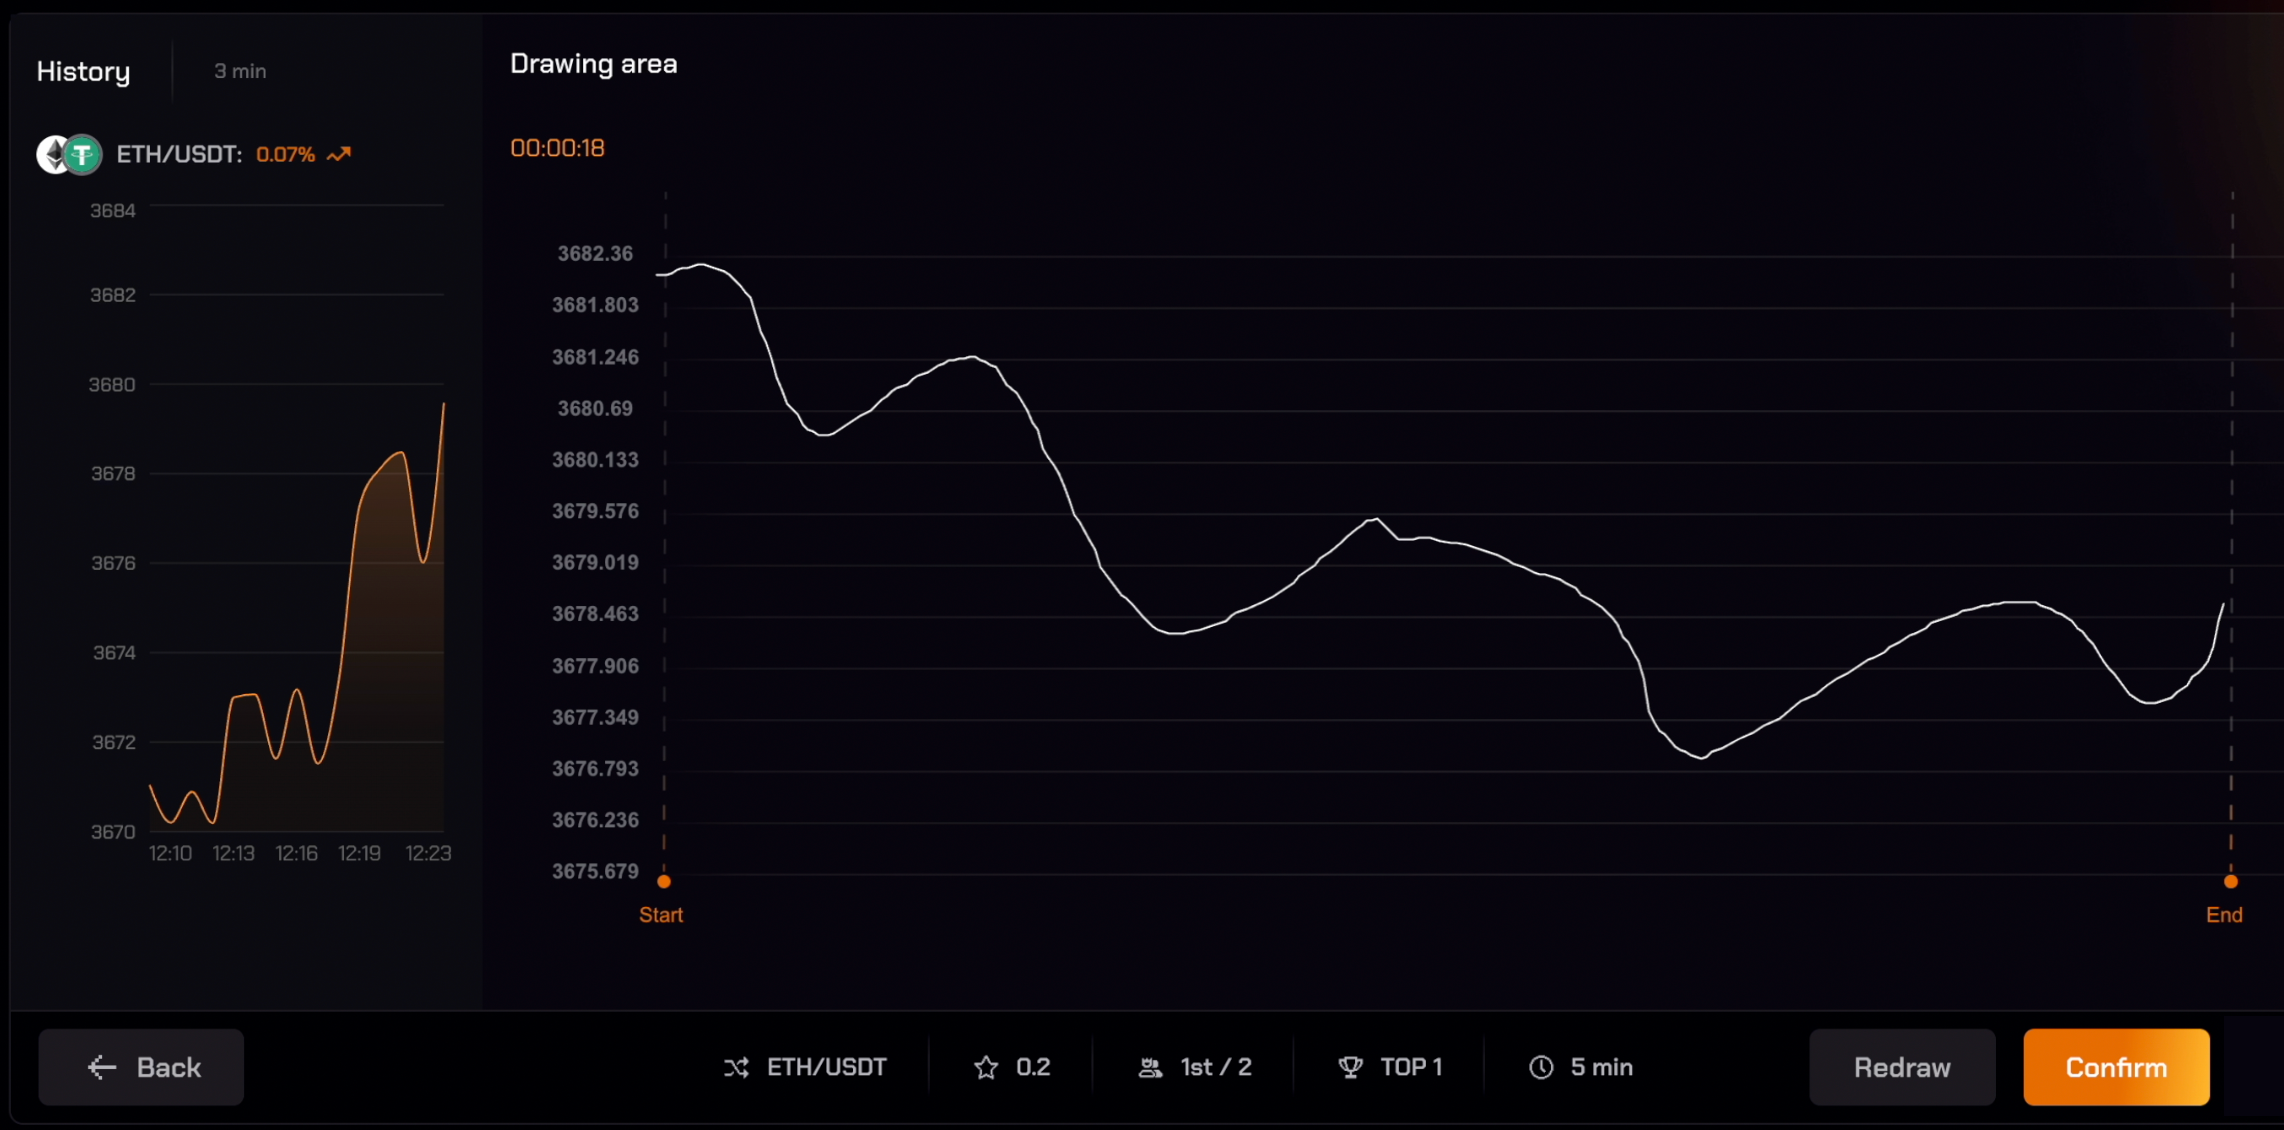 History
3 min
ETH/USDT: 0.07%
3684
3682
3680
3678
3676
3674
3672
3670
12:10 12:13 12:16 12:19 12:23
Drawing area
00:00:18
3682.36
3681.803
3681.246
3680.69
3680.133
3679.576
3679.019
3678.463
3677.906
3677.349
3676.793
3676.236
3675.679
Start
End
Back
ETH/USDT
0.2
1st / 2
TOP 1
5 min
Redraw
Confirm